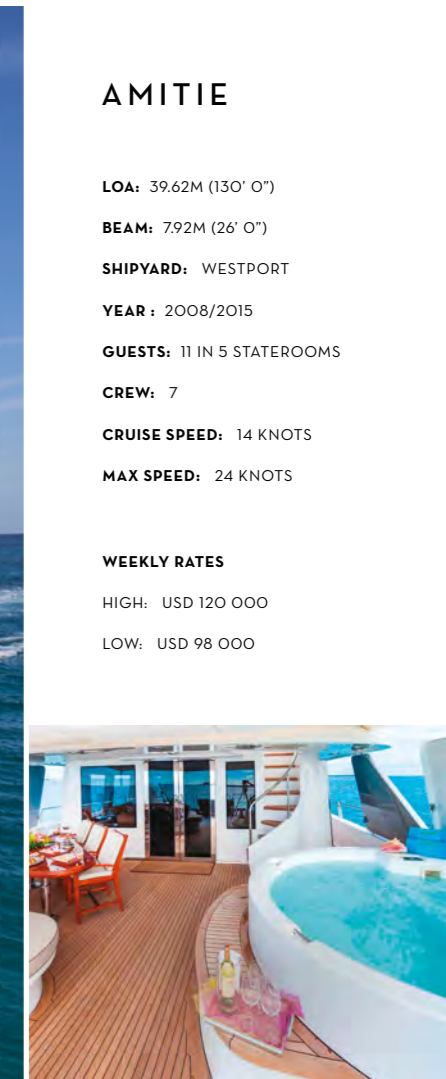 AMITIE
LOA: 39.62M (130' 0”)
BEAM: 7.92M (26' 0”)
SHIPYARD: WESTPORT
YEAR : 2008/2015
GUESTS: 11 IN 5 STATEROOMS
CREW: 7
CRUISE SPEED: 14 KNOTS
MAX SPEED: 24 KNOTS
WEEKLY RATES
HIGH: USD 120 000
LOW: USD 98 000